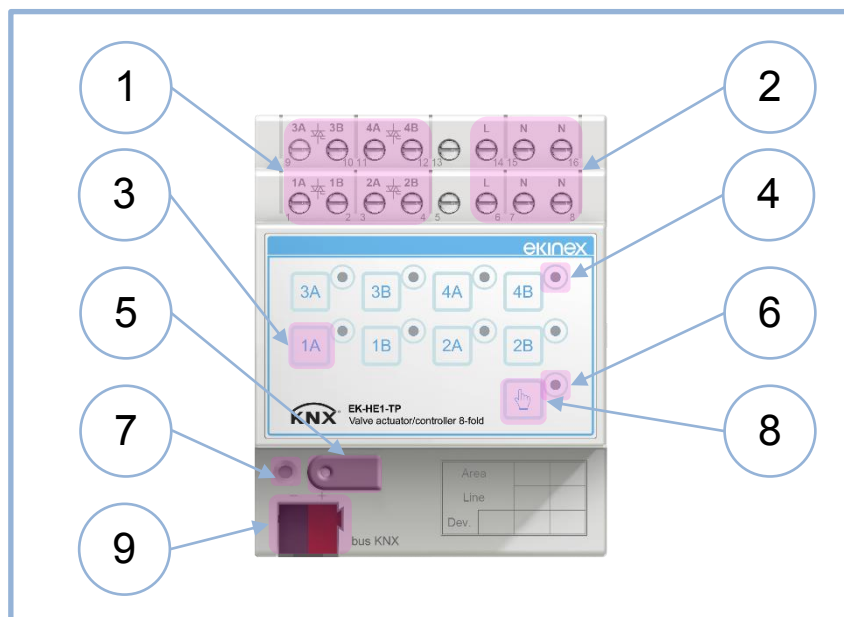 1
2
3A 3B 4A 4B L N N
9 10 11 12 13 14 15 16
3
1A 1B 2A 2B L N N
4
1 2 3 4 5 6 7 8
ekinex
5
3A 3B 4A 4B
6
1A 1B 2A 2B
KNX
EK-HE1-TP
Valve actuator/controller 8-fold
7
8
Area
- +
Line
Dev.
9
bus KNX